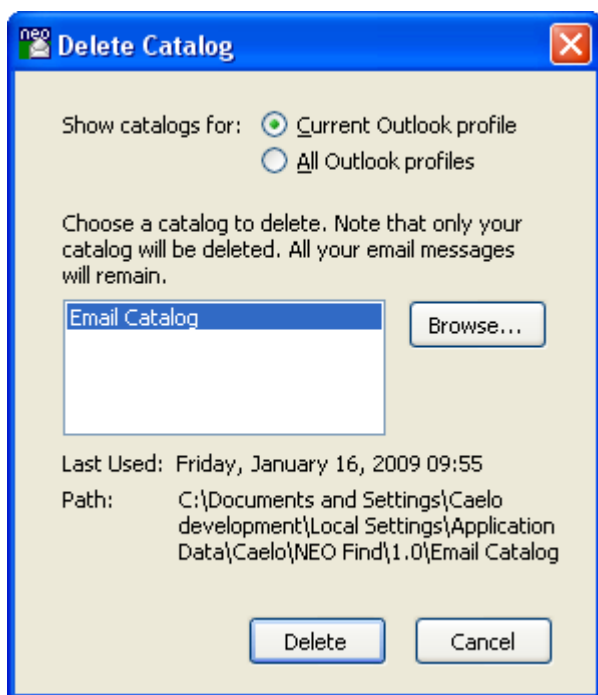 neo
Delete Catalog
Show catalogs for: Current Outlook profile
All Outlook profiles
Choose a catalog to delete. Note that only your
catalog will be deleted. All your email messages
will remain.
Email Catalog
Browse...
Last Used: Friday, January 16, 2009 09:55
Path: C:\Documents and Settings\Caelo
development\Local Settings\Application
Data\Caelo\NEO Find\1.0\Email Catalog
Delete Cancel